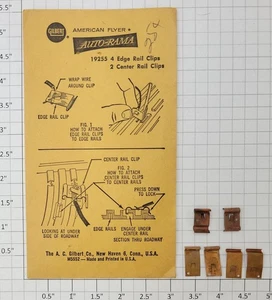 GILBERT
AMERICAN FLYER
AUTO-RAMA
19255 4 Edge Rail Clips
2 Center Rail Clips
25¢
WRAP WIRE
AROUND CLIP
EDGE RAIL CLIP
FIG. 1
HOW TO ATTACH
EDGE RAIL CLIPS
TO EDGE RAILS
CENTER RAIL CLIP
FIG. 2
HOW TO ATTACH
CENTER RAIL CLIPS
TO CENTER RAILS
PRESS DOWN
TO LOCK
LOOKING AT UNDER
SIDE OF ROADWAY
EDGE RAILS
ENGAGE UNDER
CENTER RAIL
SECTION THRU ROADWAY
The A. C. Gilbert Co., New Haven 6, Conn., U.S.A.
Made and Printed in U.S.A.
5.5"
5"
4.5"
4"
3.5"
3"
2.5"
2"
1.5"
1"
0.5"
0.5"
1"
1.5"
2"
2.5"
3"
3.5"
4"
4.5"
5"